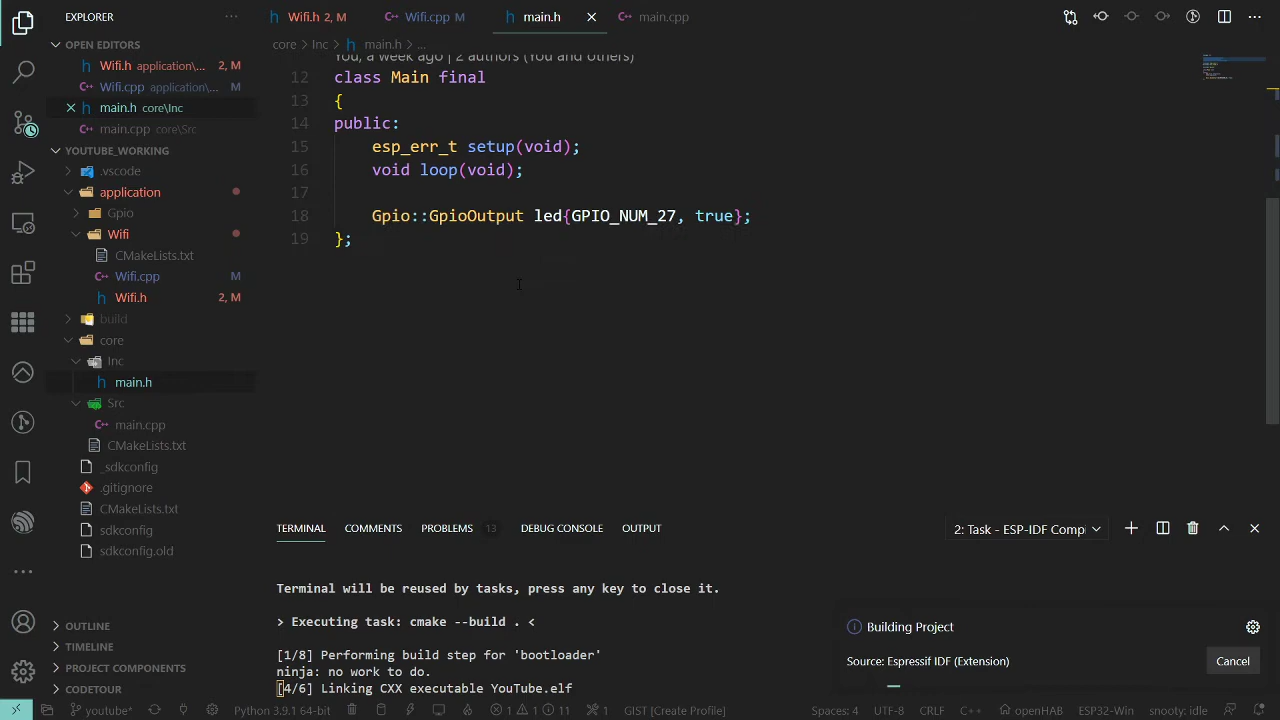 EXPLORER
OPEN EDITORS
Wifi.h application\... 2, M
Wifi.cpp application\... M
main.h core\Inc
main.cpp core\Src
YOUTUBE_WORKING
.vscode
application
Gpio
Wifi
CMakeLists.txt
Wifi.cpp M
Wifi.h 2, M
build
core
Inc
main.h
Src
main.cpp
CMakeLists.txt
_sdkconfig
.gitignore
CMakeLists.txt
sdkconfig
sdkconfig.old
OUTLINE
TIMELINE
PROJECT COMPONENTS
CODETOUR
Wifi.h 2, M Wifi.cpp M main.h main.cpp
core Inc main.h ...
You, a week ago | 2 authors (You and others)
12 class Main final
13 {
14 public:
15 esp_err_t setup(void);
16 void loop(void);
17
18 Gpio::GpioOutput led{GPIO_NUM_27, true};
19 };
TERMINAL COMMENTS PROBLEMS 13 DEBUG CONSOLE OUTPUT 2: Task - ESP-IDF Compi
Terminal will be reused by tasks, press any key to close it.
> Executing task: cmake --build . <
[1/8] Performing build step for 'bootloader'
ninja: no work to do.
[4/6] Linking CXX executable YouTube.elf
Building Project
Source: Espressif IDF (Extension)
Cancel
youtube* Python 3.9.1 64-bit 1 1 11 1 GIST [Create Profile] Spaces: 4 UTF-8 CRLF C++ openHAB ESP32-Win snooty: idle